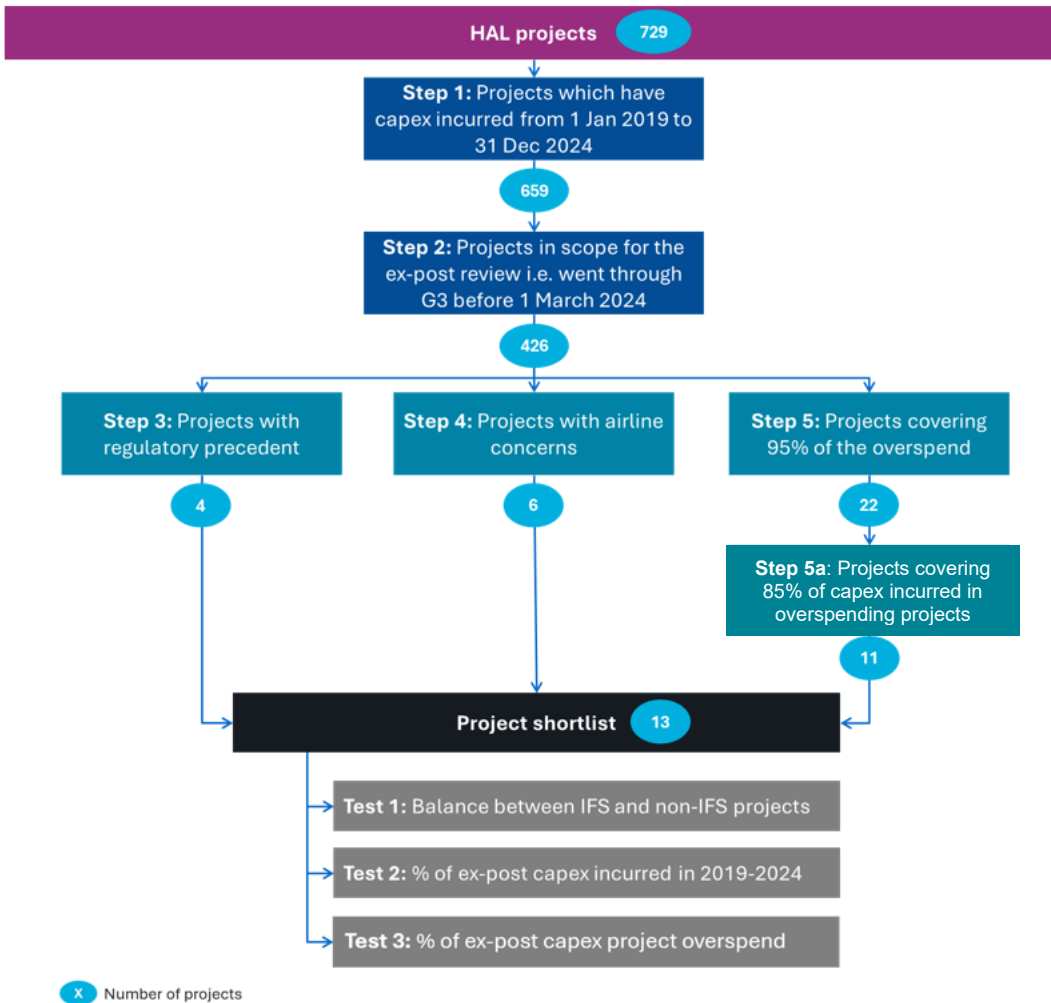 HAL projects 729
Step 1: Projects which have
capex incurred from 1 Jan 2019 to
31 Dec 2024
659
Step 2: Projects in scope for the
ex-post review i.e. went through
G3 before 1 March 2024
426
Step 3: Projects with
regulatory precedent
4
Step 4: Projects with airline
concerns
6
Step 5: Projects covering
95% of the overspend
22
Step 5a: Projects covering
85% of capex incurred in
overspending projects
11
Project shortlist 13
Test 1: Balance between IFS and non-IFS projects
Test 2: % of ex-post capex incurred in 2019-2024
Test 3: % of ex-post capex project overspend
X Number of projects